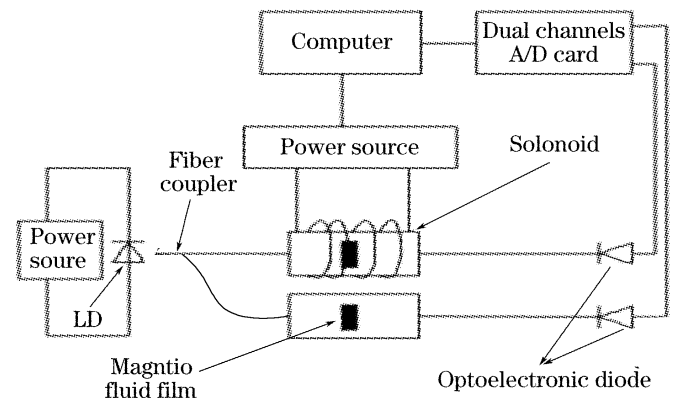 Computer
Dual channels
A/D card
Power source
Solonoid
Fiber
coupler
Power
soure
LD
Magntio
fluid film
Optoelectronic diode